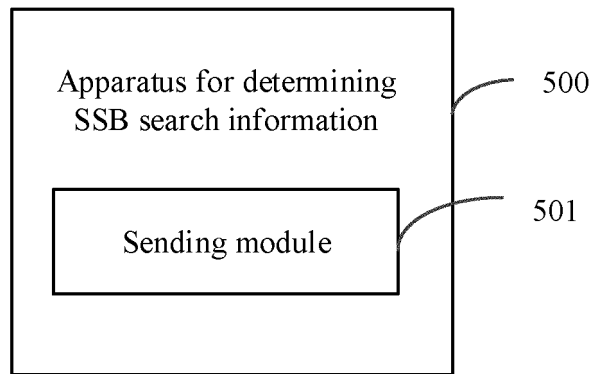 Apparatus for determining
SSB search information
500
Sending module
501